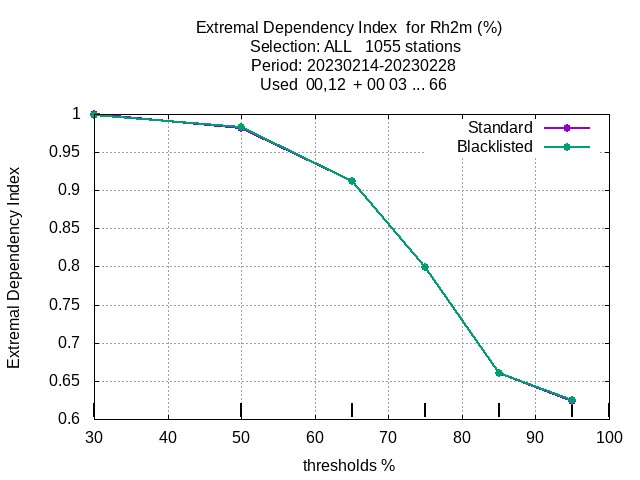 Extremal Dependency Index  for Rh2m (%)
Selection: ALL   1055 stations
Period: 20230214-20230228
Used  00,12  + 00 03 ... 66
Standard
Blacklisted
Extremal Dependency Index
1
0.95
0.9
0.85
0.8
0.75
0.7
0.65
0.6
30 40 50 60 70 80 90 100
thresholds %